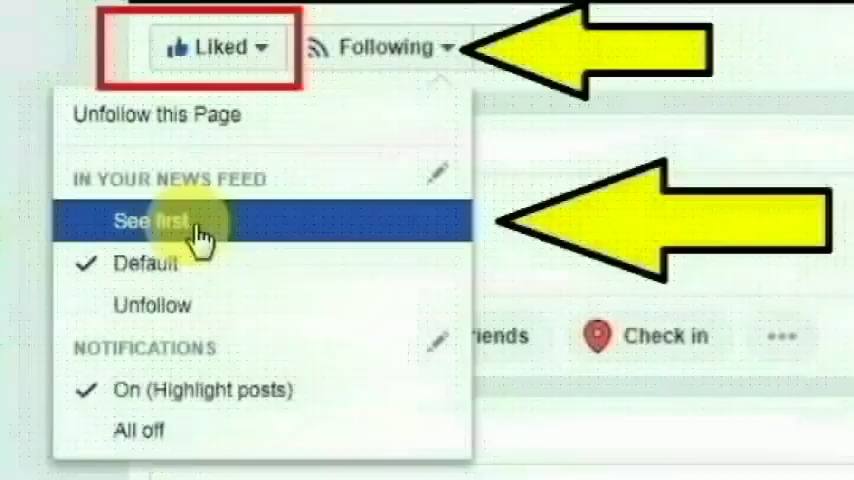 Liked Following
Unfollow this Page
IN YOUR NEWS FEED
See first
Default
Unfollow
riends Check in
NOTIFICATIONS
On (Highlight posts)
All off